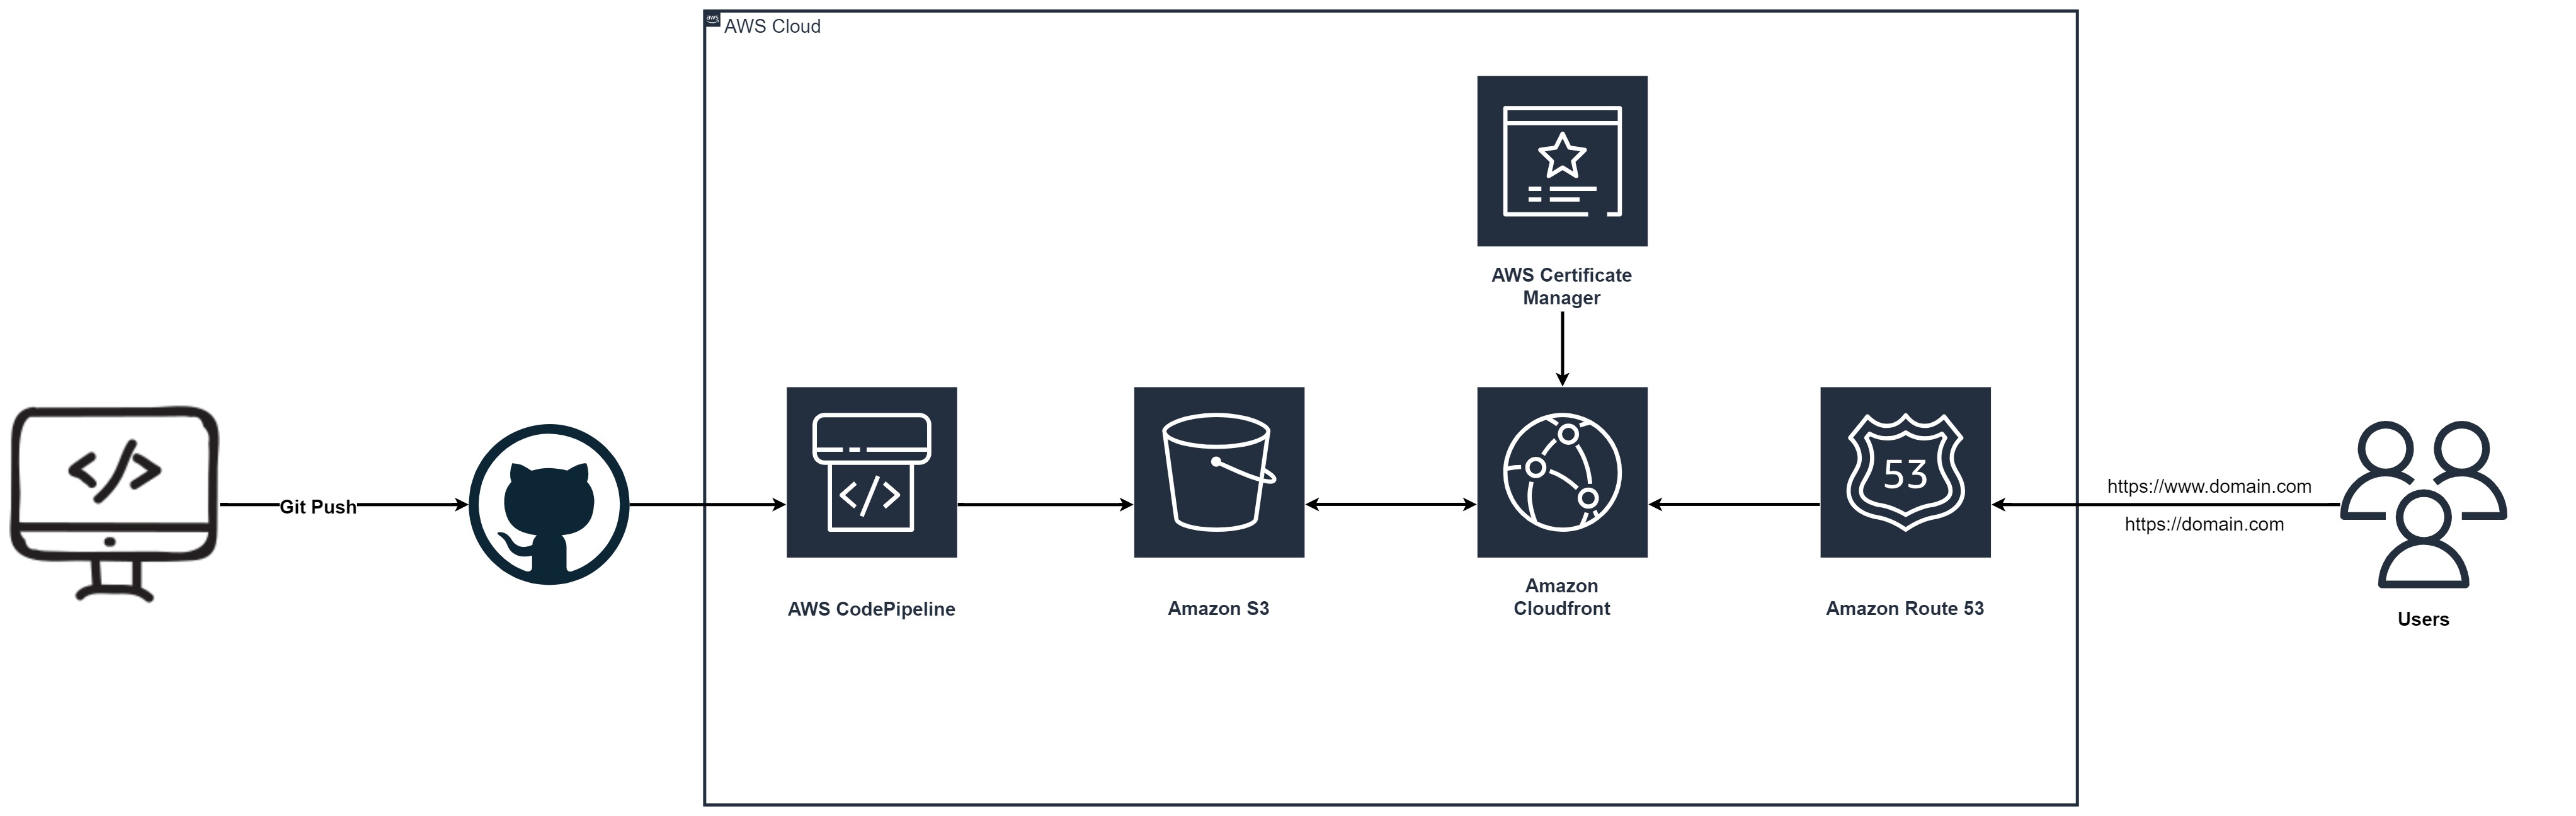 aws
AWS Cloud
AWS Certificate
Manager
53
https://www.domain.com
Git Push
https://domain.com
Amazon
Cloudfront
AWS CodePipeline
Amazon S3
Amazon Route 53
Users